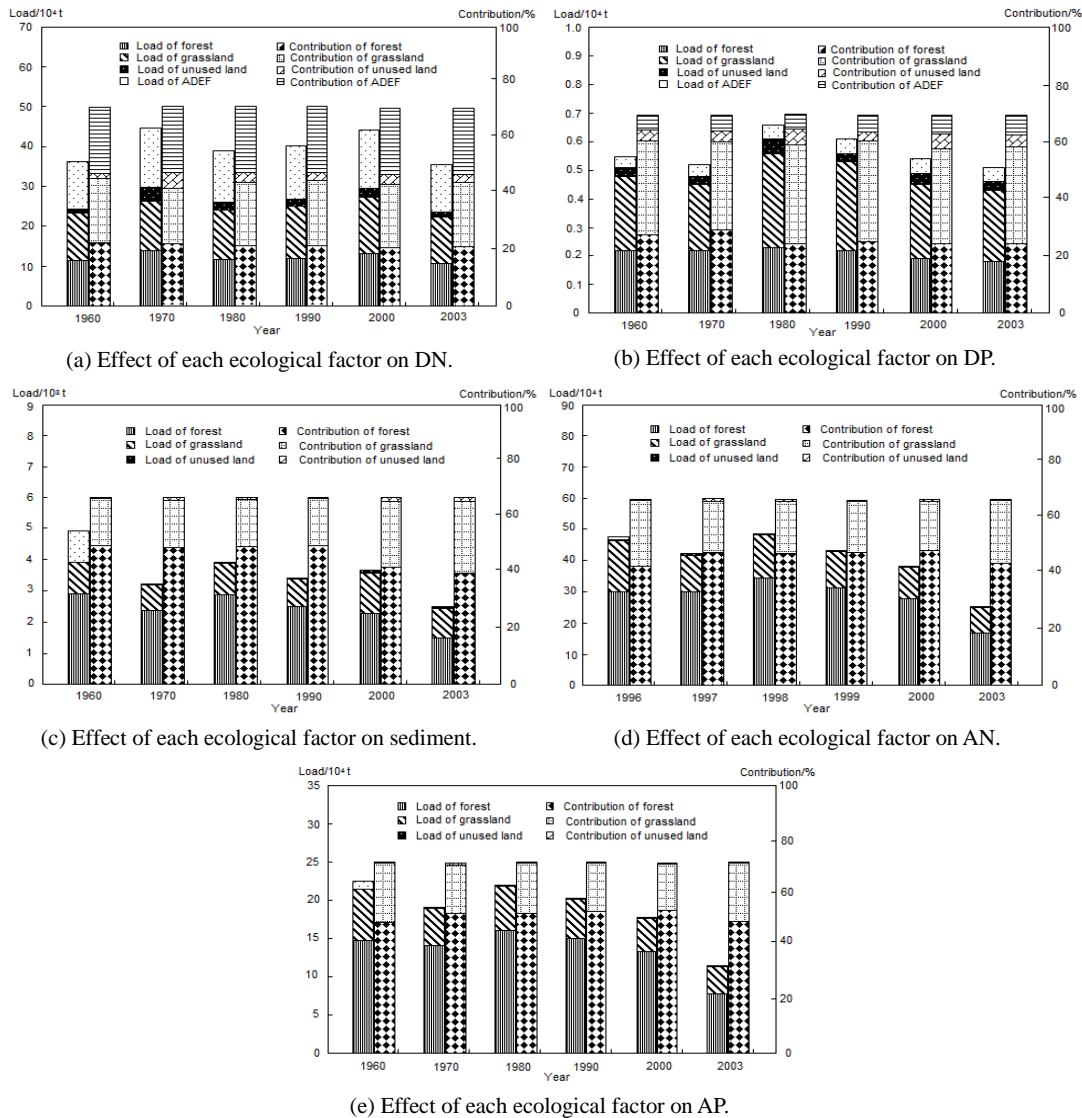 Load/10⁴ t
Contribution/%
70
60
50
40
30
20
10
0
100
80
60
40
20
0
Load of forest
Contribution of forest
Load of grassland
Contribution of grassland
Load of unused land
Contribution of unused land
Load of ADEF
Contribution of ADEF
1960 1970 1980 1990 2000 2003
Year
(a) Effect of each ecological factor on DN.
Load/10⁴ t
Contribution/%
1.0
0.9
0.8
0.7
0.6
0.5
0.4
0.3
0.2
0.1
0
100
80
60
40
20
0
Load of forest
Contribution of forest
Load of grassland
Contribution of grassland
Load of unused land
Contribution of unused land
Load of ADEF
Contribution of ADEF
1960 1970 1980 1990 2000 2003
Year
(b) Effect of each ecological factor on DP.
Load/10⁸ t
Contribution/%
9
8
7
6
5
4
3
2
1
0
100
80
60
40
20
0
Load of forest
Contribution of forest
Load of grassland
Contribution of grassland
Load of unused land
Contribution of unused land
1960 1970 1980 1990 2000 2003
Year
(c) Effect of each ecological factor on sediment.
Load/10⁴ t
Contribution/%
90
80
70
60
50
40
30
20
10
0
100
80
60
40
20
0
Load of forest
Contribution of forest
Load of grassland
Contribution of grassland
Load of unused land
Contribution of unused land
1996 1997 1998 1999 2000 2003
Year
(d) Effect of each ecological factor on AN.
Load/10⁴ t
Contribution/%
35
30
25
20
15
10
5
0
100
80
60
40
20
0
Load of forest
Contribution of forest
Load of grassland
Contribution of grassland
Load of unused land
Contribution of unused land
1960 1970 1980 1990 2000 2003
Year
(e) Effect of each ecological factor on AP.